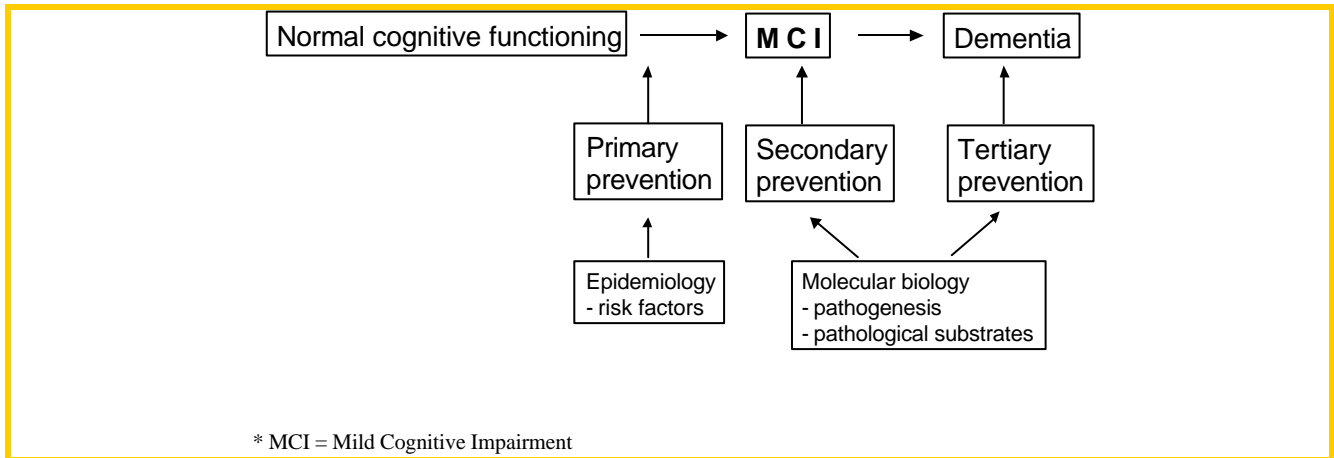 Normal cognitive functioning
M C I
Dementia
Primary
prevention
Secondary
prevention
Tertiary
prevention
Epidemiology
- risk factors
Molecular biology
- pathogenesis
- pathological substrates
* MCI = Mild Cognitive Impairment